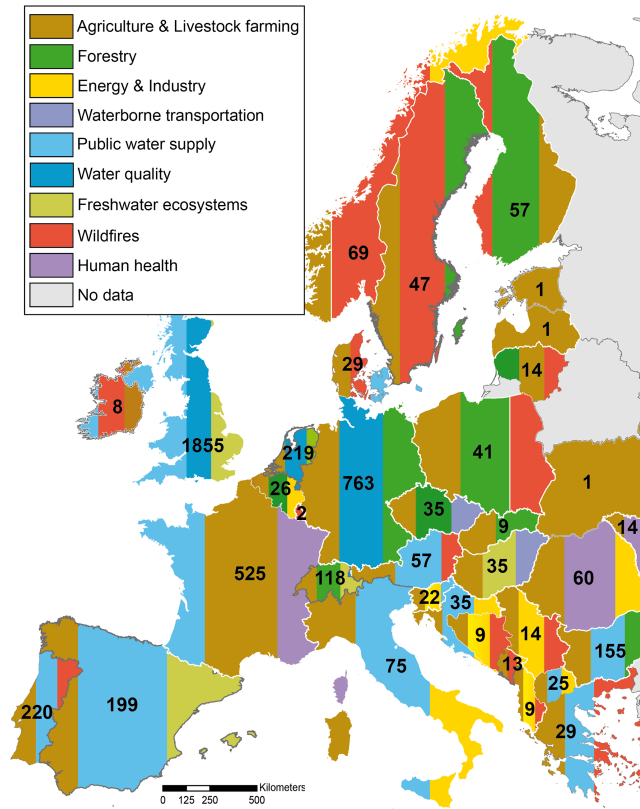 Agriculture & Livestock farming
Forestry
Energy & Industry
Waterborne transportation
Public water supply
Water quality
Freshwater ecosystems
Wildfires
Human health
No data
57
69
47
1
1
29
14
8
1855
219
763
41
26
2
35
9
1
14
525
118
57
35
60
22
35
9
14
155
75
13
25
220
199
9
29
Kilometers
0 125 250 500